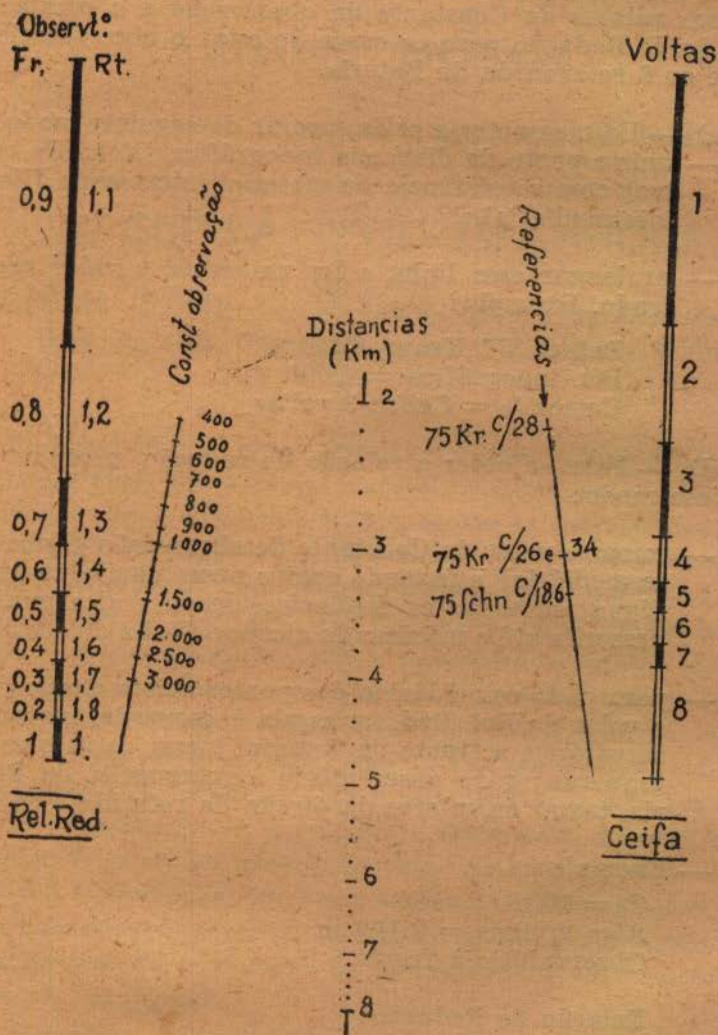 Observt.º
Fr. Rt.
0,9 1,1
0,8 1,2
0,7 1,3
0,6 1,4
0,5 1,5
0,4 1,6
0,3 1,7
0,2 1,8
1 1.
Rel.Red.
Const observação
400
500
600
700
800
900
1.000
1.500
2.000
2.500
3.000
Distancias
(Km)
2
3
4
5
6
7
8
Referencias
75 Kr. C/28
75 Kr C/26 e 34
75 schn C/18,6
Voltas
1
2
3
4
5
6
7
8
Ceifa